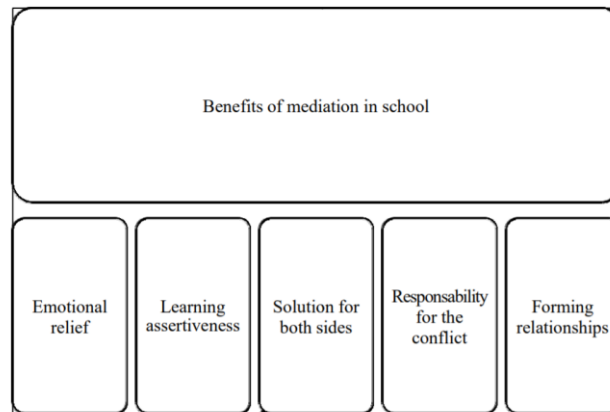 Benefits of mediation in school
Emotional
relief
Learning
assertiveness
Solution for
both sides
Responsability
for the
conflict
Forming
relationships